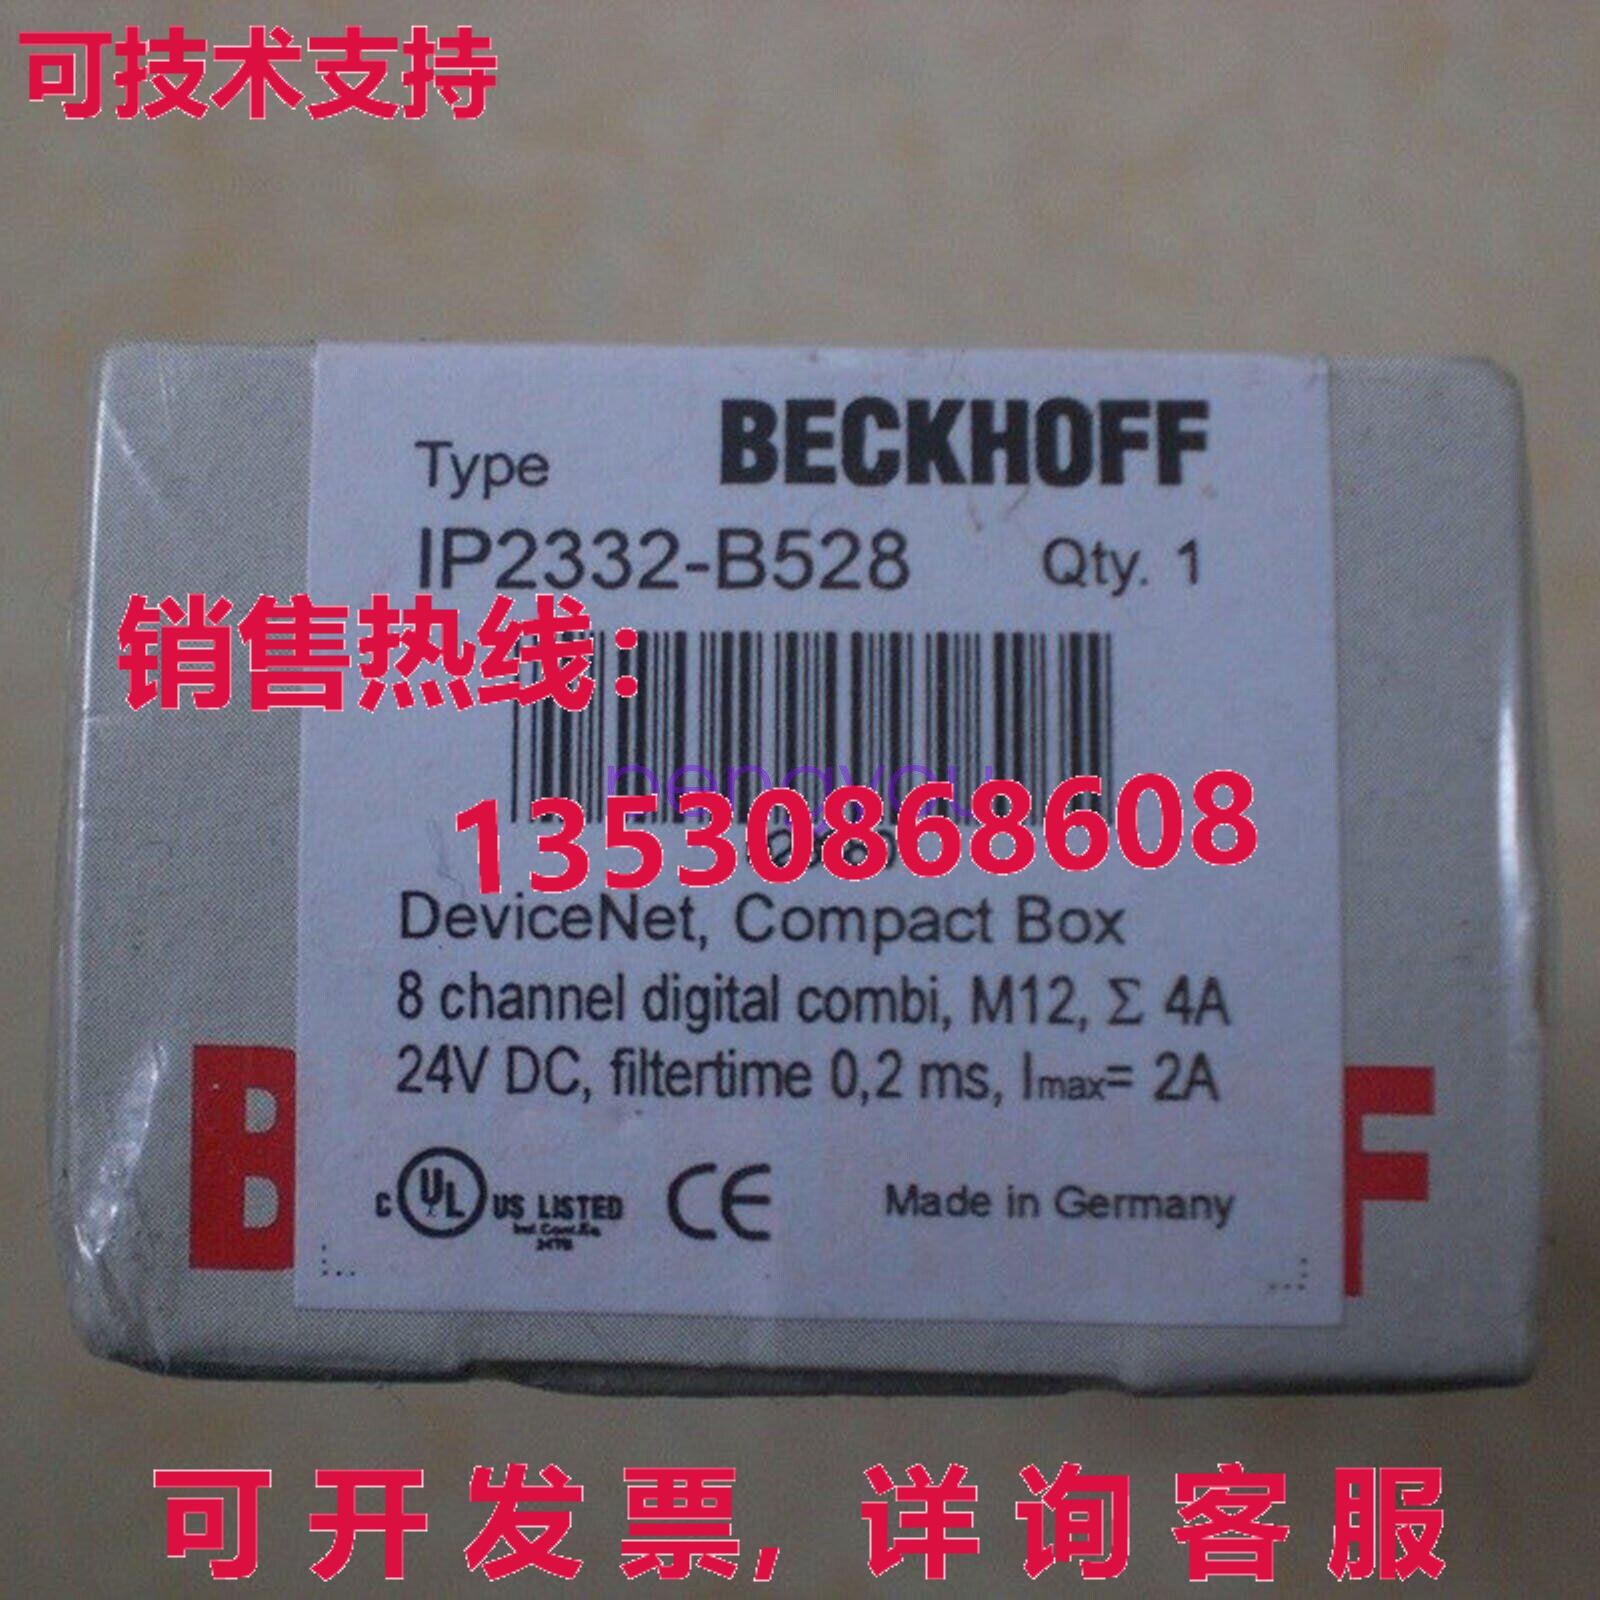 可技术支持
Type BECKHOFF
IP2332-B528 Qty. 1
销售热线:
pengyou
13530868608
DeviceNet, Compact Box
8 channel digital combi, M12, Σ 4A
24V DC, filtertime 0,2 ms, Imax= 2A
C UL US LISTED CE Made in Germany
B F
可开发票, 详询客服